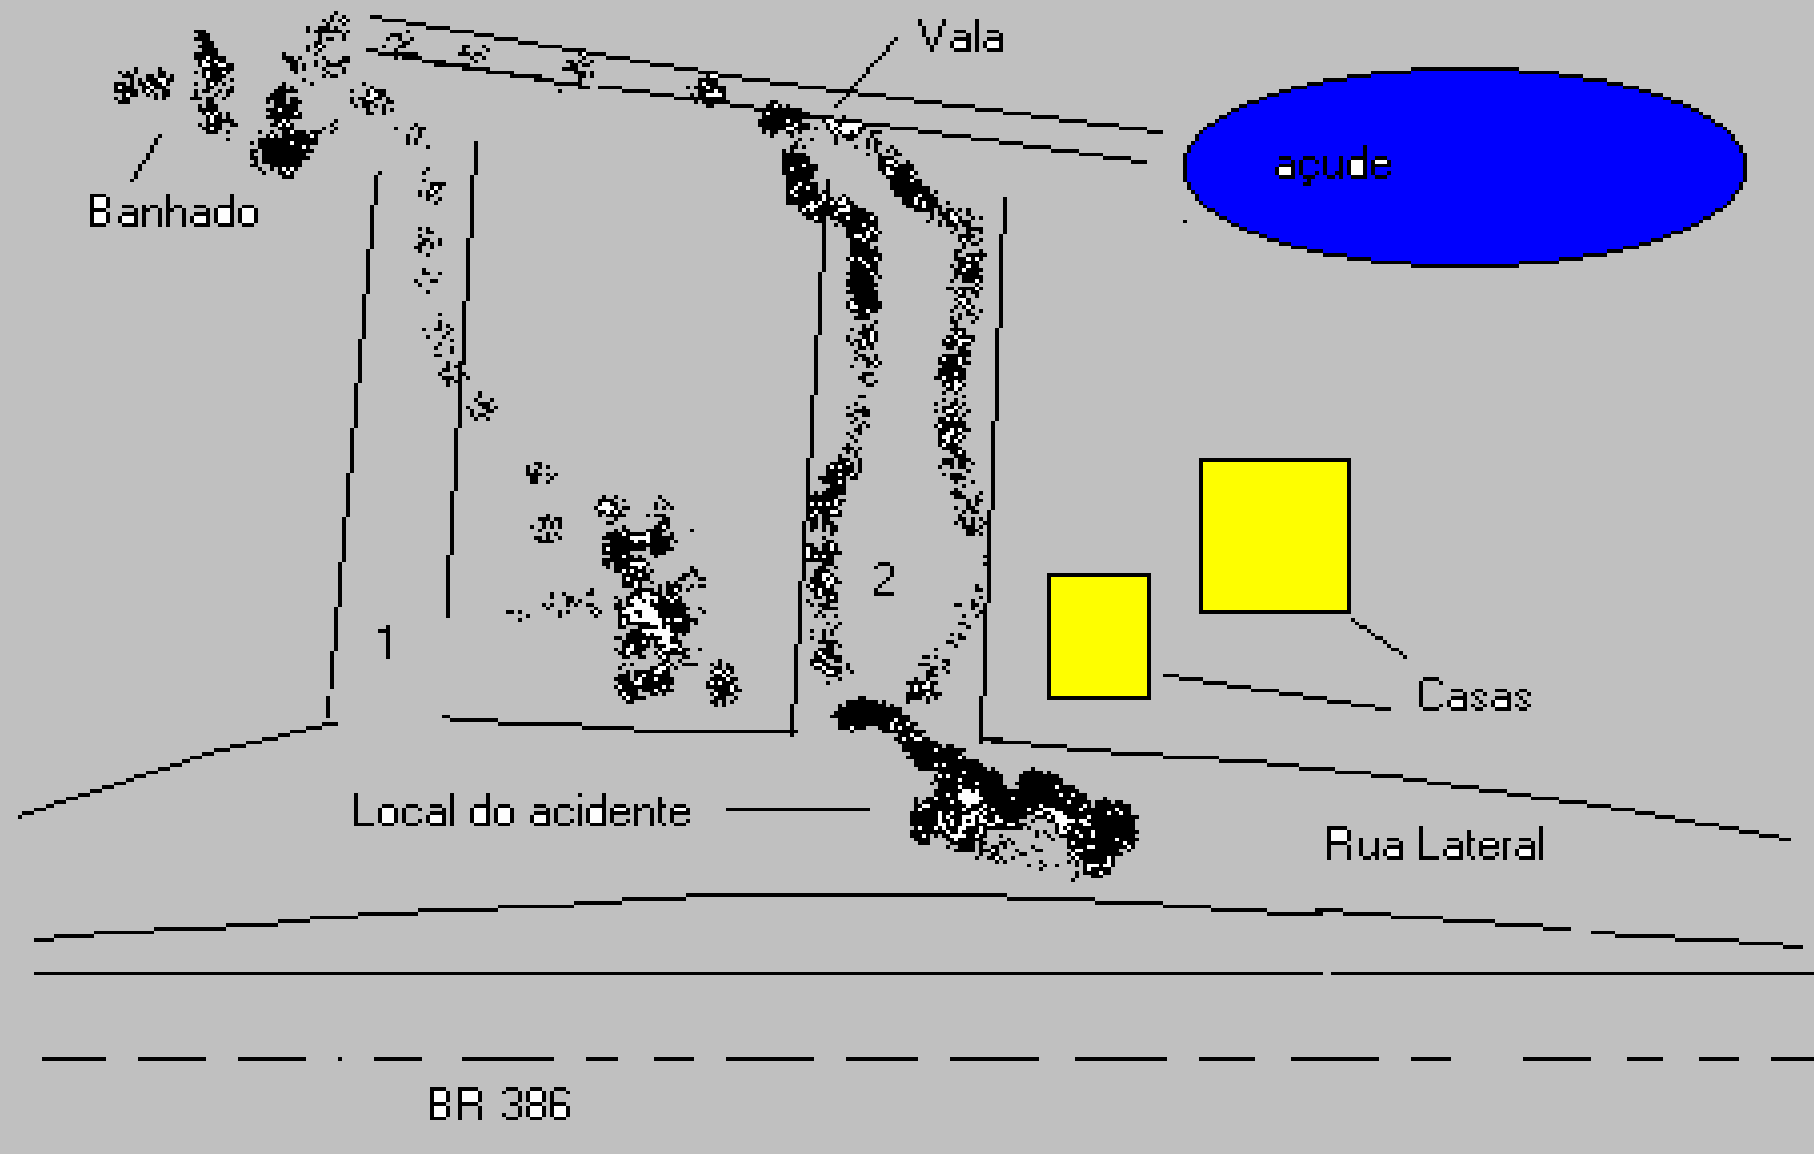 Vala
açude
Banhado
2
1
Casas
Local do acidente
Rua Lateral
BR 386